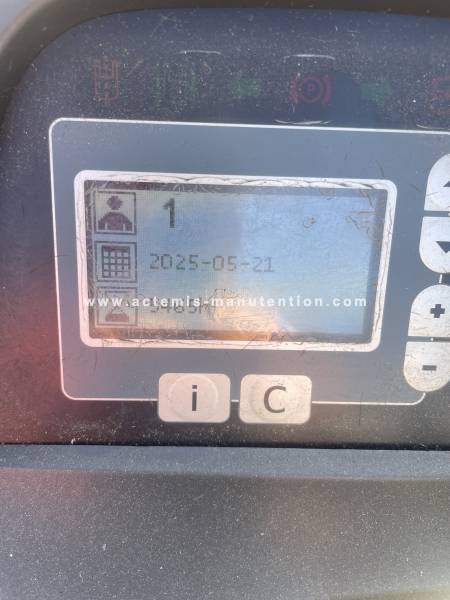 1
2025-05-21
www.actemis-manutention.com
i C
+
-